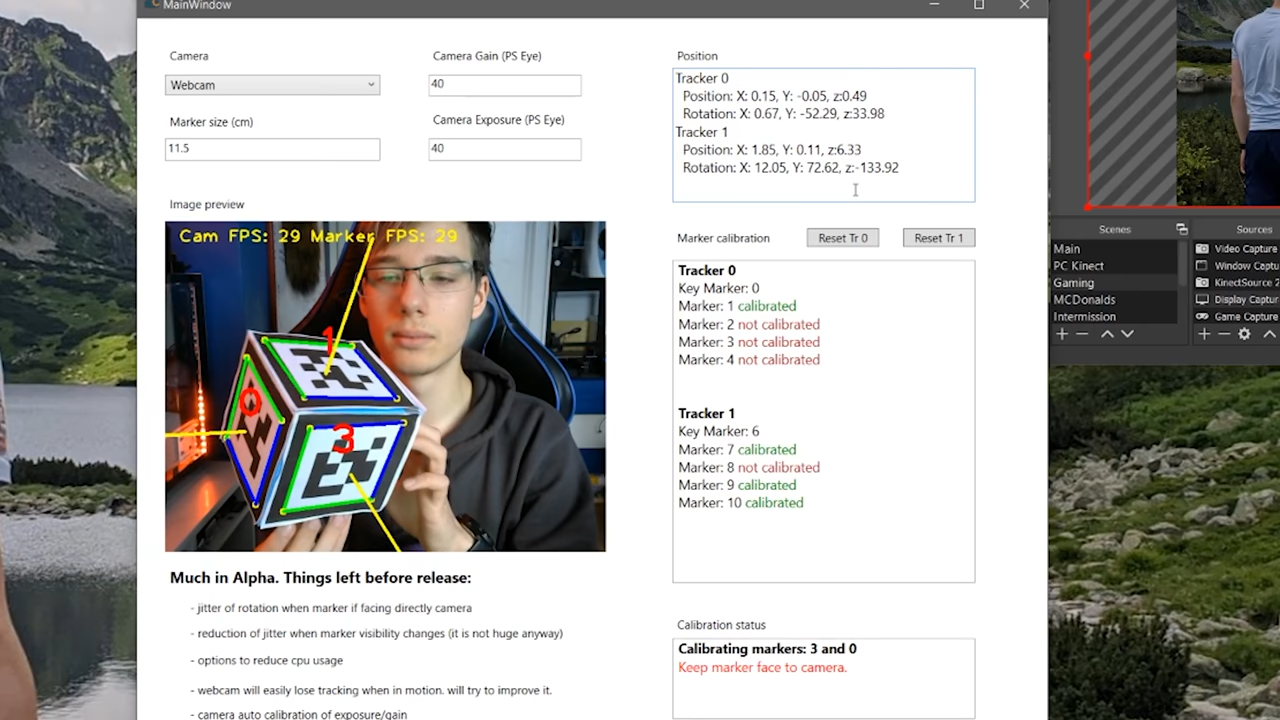 MainWindow
Camera
Webcam
Marker size (cm)
11.5
Camera Gain (PS Eye)
40
Camera Exposure (PS Eye)
40
Image preview
Cam FPS: 29 Marker FPS: 29
1
0
3
Much in Alpha. Things left before release:
- jitter of rotation when marker if facing directly camera
- reduction of jitter when marker visibility changes (it is not huge anyway)
- options to reduce cpu usage
- webcam will easily lose tracking when in motion. will try to improve it.
- camera auto calibration of exposure/gain
Position
Tracker 0
Position: X: 0.15, Y: -0.05, z:0.49
Rotation: X: 0.67, Y: -52.29, z:33.98
Tracker 1
Position: X: 1.85, Y: 0.11, z:6.33
Rotation: X: 12.05, Y: 72.62, z:-133.92
Marker calibration
Reset Tr 0
Reset Tr 1
Tracker 0
Key Marker: 0
Marker: 1 calibrated
Marker: 2 not calibrated
Marker: 3 not calibrated
Marker: 4 not calibrated
Tracker 1
Key Marker: 6
Marker: 7 calibrated
Marker: 8 not calibrated
Marker: 9 calibrated
Marker: 10 calibrated
Calibration status
Calibrating markers: 3 and 0
Keep marker face to camera.
Scenes
Main
PC Kinect
Gaming
MCDonalds
Intermission
Sources
Video Capture
Window Captu
KinectSource 2
Display Captur
Game Capture